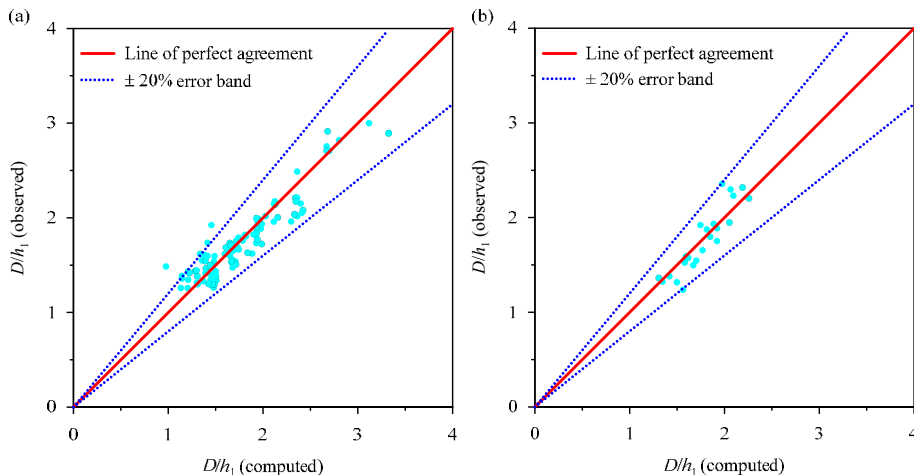 (a)
4
3
2
1
0
0
1
2
3
4
D/h1 (observed)
D/h1 (computed)
Line of perfect agreement
± 20% error band
(b)
4
3
2
1
0
0
1
2
3
4
D/h1 (observed)
D/h1 (computed)
Line of perfect agreement
± 20% error band